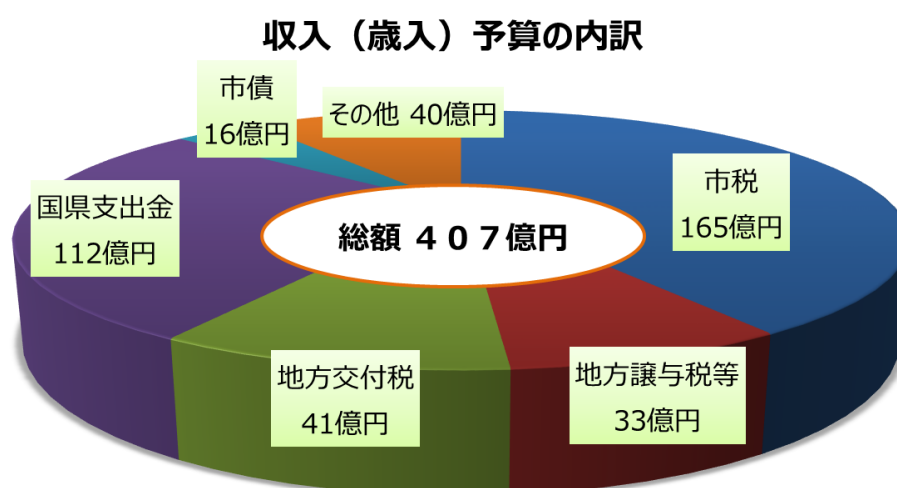 収入（歳入）予算の内訳
市債
16億円
その他 40億円
市税
165億円
国県支出金
112億円
総額 ４０７億円
地方交付税
41億円
地方譲与税等
33億円